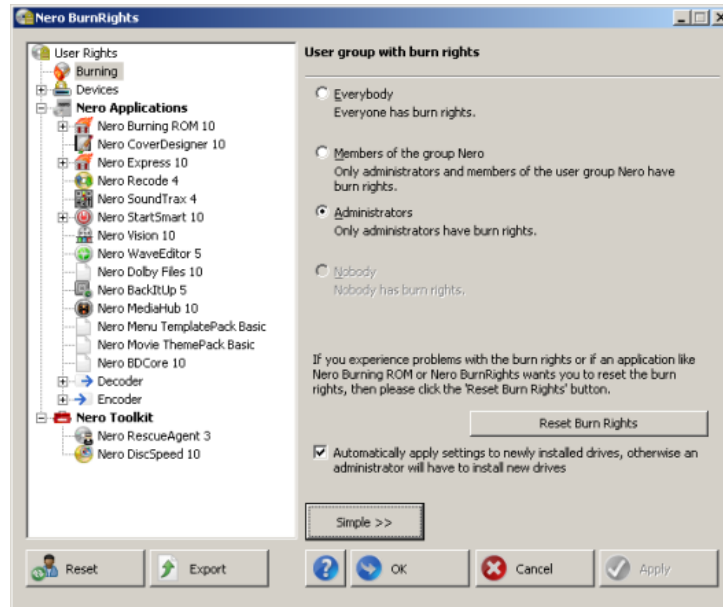 Nero BurnRights
User Rights
Burning
Devices
Nero Applications
Nero Burning ROM 10
Nero CoverDesigner 10
Nero Express 10
Nero Recode 4
Nero SoundTrax 4
Nero StartSmart 10
Nero Vision 10
Nero WaveEditor 5
Nero Dolby Files 10
Nero BackItUp 5
Nero MediaHub 10
Nero Menu TemplatePack Basic
Nero Movie ThemePack Basic
Nero BDCore 10
Decoder
Encoder
Nero Toolkit
Nero RescueAgent 3
Nero DiscSpeed 10
User group with burn rights
Everybody
Everyone has burn rights.
Members of the group Nero
Only administrators and members of the user group Nero have
burn rights.
Administrators
Only administrators have burn rights.
Nobody
Nobody has burn rights.
If you experience problems with the burn rights or if an application like
Nero Burning ROM or Nero BurnRights wants you to reset the burn
rights, then please click the 'Reset Burn Rights' button.
Reset Burn Rights
Automatically apply settings to newly installed drives, otherwise an
administrator will have to install new drives
Simple >>
Reset
Export
?
OK
Cancel
Apply